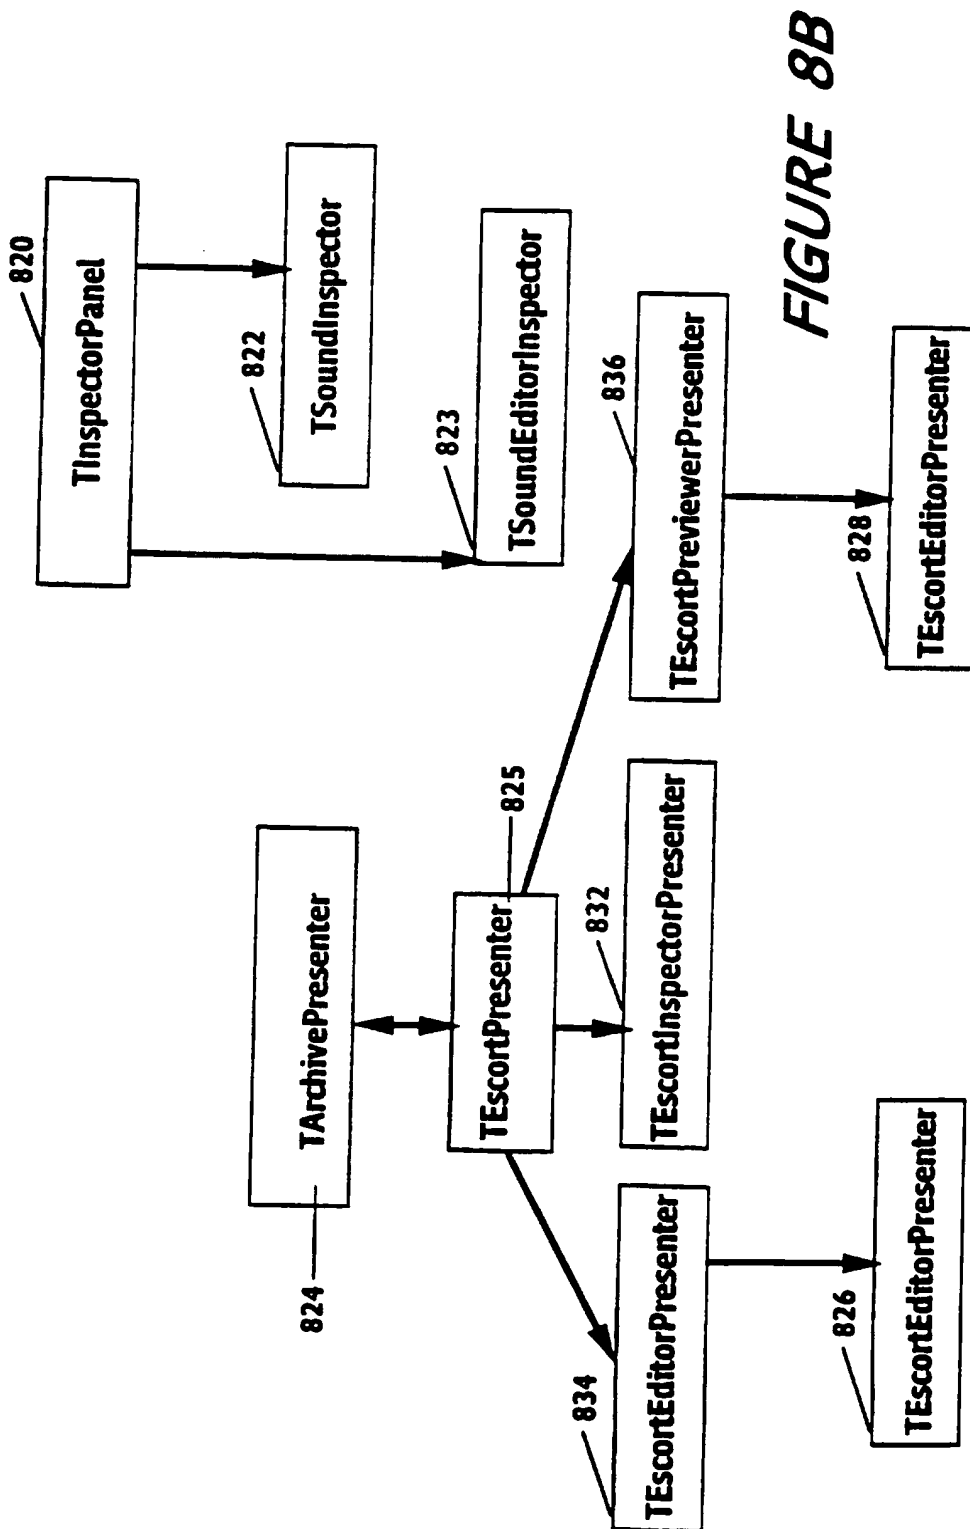 820
TInspectorPanel
822
TSoundInspector
823
TSoundEditorInspector
824
TArchivePresenter
825
TEscortPresenter
834
TEscortEditorPresenter
832
TEscortInspectorPresenter
836
TEscortPreviewerPresenter
826
TEscortEditorPresenter
828
TEscortEditorPresenter
FIGURE 8B